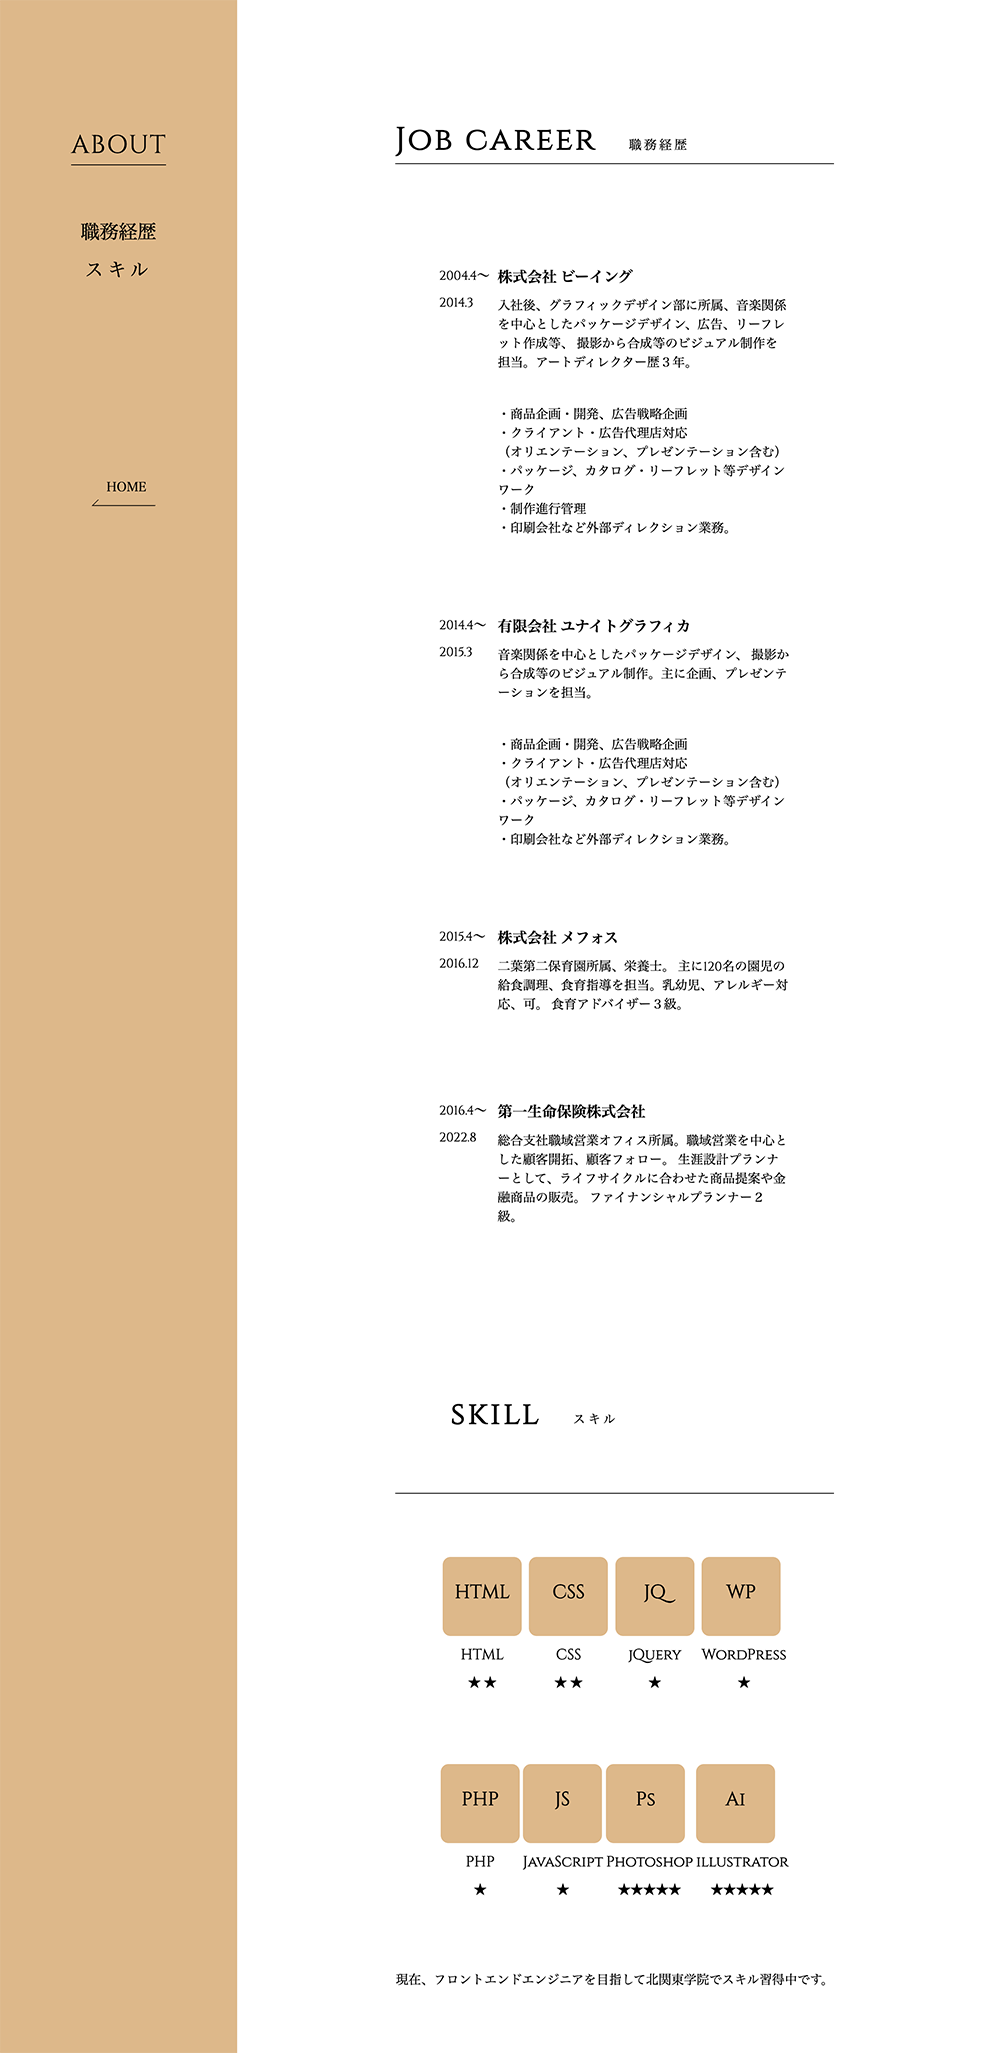 ABOUT
職務経歴
スキル
HOME
JOB CAREER 職務経歴
2004.4〜 株式会社 ビーイング
2014.3 入社後、グラフィックデザイン部に所属、音楽関係
を中心としたパッケージデザイン、広告、リーフレ
ット作成等、 撮影から合成等のビジュアル制作を
担当。アートディレクター歴３年。
・商品企画・開発、広告戦略企画
・クライアント・広告代理店対応
（オリエンテーション、プレゼンテーション含む）
・パッケージ、カタログ・リーフレット等デザイン
ワーク
・制作進行管理
・印刷会社など外部ディレクション業務。
2014.4〜 有限会社 ユナイトグラフィカ
2015.3 音楽関係を中心としたパッケージデザイン、 撮影か
ら合成等のビジュアル制作。主に企画、プレゼンテ
ーションを担当。
・商品企画・開発、広告戦略企画
・クライアント・広告代理店対応
（オリエンテーション、プレゼンテーション含む）
・パッケージ、カタログ・リーフレット等デザイン
ワーク
・印刷会社など外部ディレクション業務。
2015.4〜 株式会社 メフォス
2016.12 二葉第二保育園所属、栄養士。 主に120名の園児の
給食調理、食育指導を担当。乳幼児、アレルギー対
応、可。 食育アドバイザー３級。
2016.4〜 第一生命保険株式会社
2022.8 総合支社職域営業オフィス所属。職域営業を中心と
した顧客開拓、顧客フォロー。 生涯設計プランナ
ーとして、ライフサイクルに合わせた商品提案や金
融商品の販売。 ファイナンシャルプランナー２
級。
SKILL スキル
HTML CSS JQ WP
HTML CSS jQuery WordPress
★★ ★★ ★ ★
PHP JS Ps Ai
PHP JavaScript Photoshop illustrator
★ ★ ★★★★★ ★★★★★
現在、フロントエンドエンジニアを目指して北関東学院でスキル習得中です。